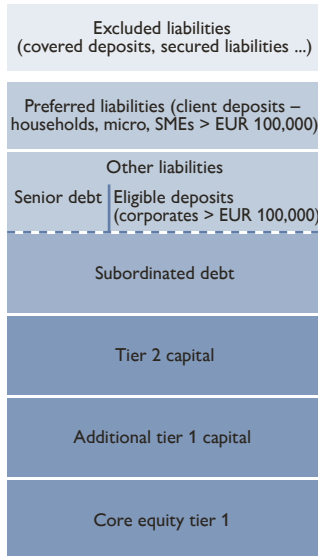 Excluded liabilities
(covered deposits, secured liabilities ...)
Preferred liabilities (client deposits –
households, micro, SMEs > EUR 100,000)
Other liabilities
Senior debt
Eligible deposits
(corporates > EUR 100,000)
Subordinated debt
Tier 2 capital
Additional tier 1 capital
Core equity tier 1